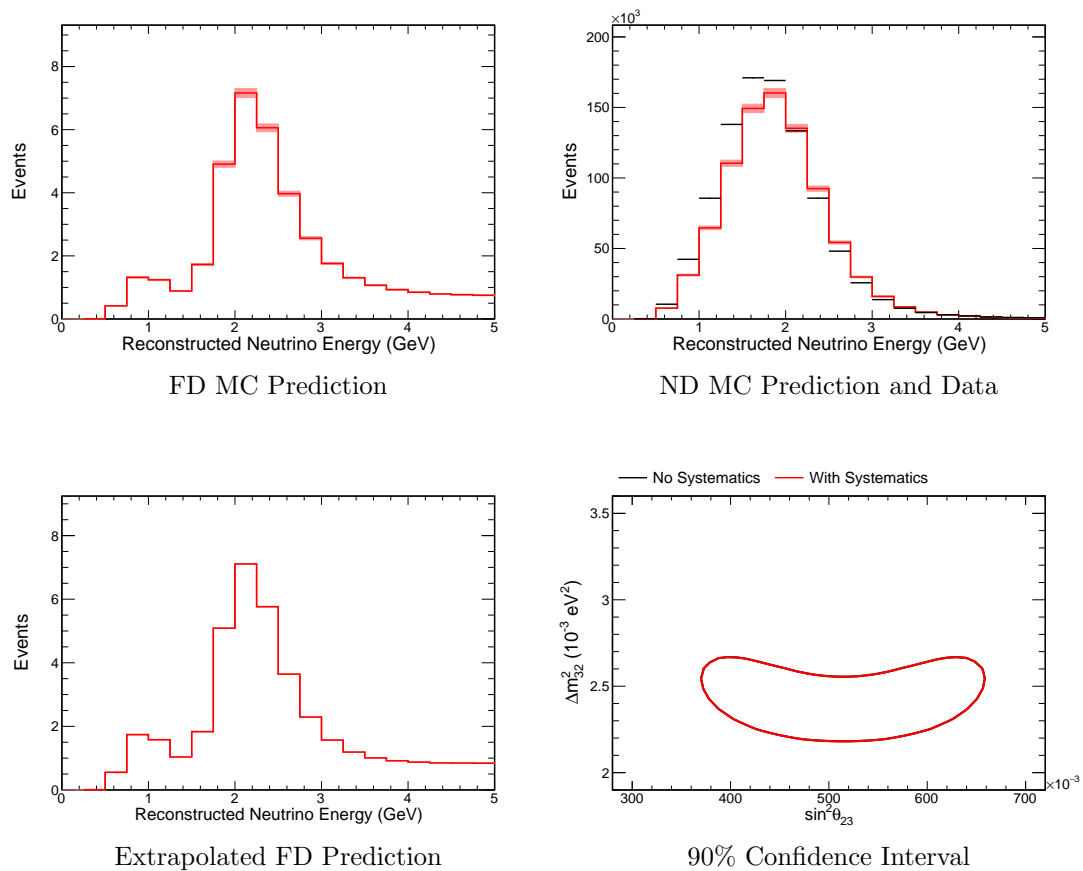 8
6
4
2
0
Events
0 1 2 3 4 5
Reconstructed Neutrino Energy (GeV)
FD MC Prediction
×10³
200
150
100
50
0
Events
0 1 2 3 4 5
Reconstructed Neutrino Energy (GeV)
ND MC Prediction and Data
8
6
4
2
0
Events
0 1 2 3 4 5
Reconstructed Neutrino Energy (GeV)
Extrapolated FD Prediction
No Systematics With Systematics
3.5
3
2.5
2
Δm²₃₂ (10⁻³ eV²)
300 400 500 600 700
×10⁻³
sin²θ₂₃
90% Confidence Interval